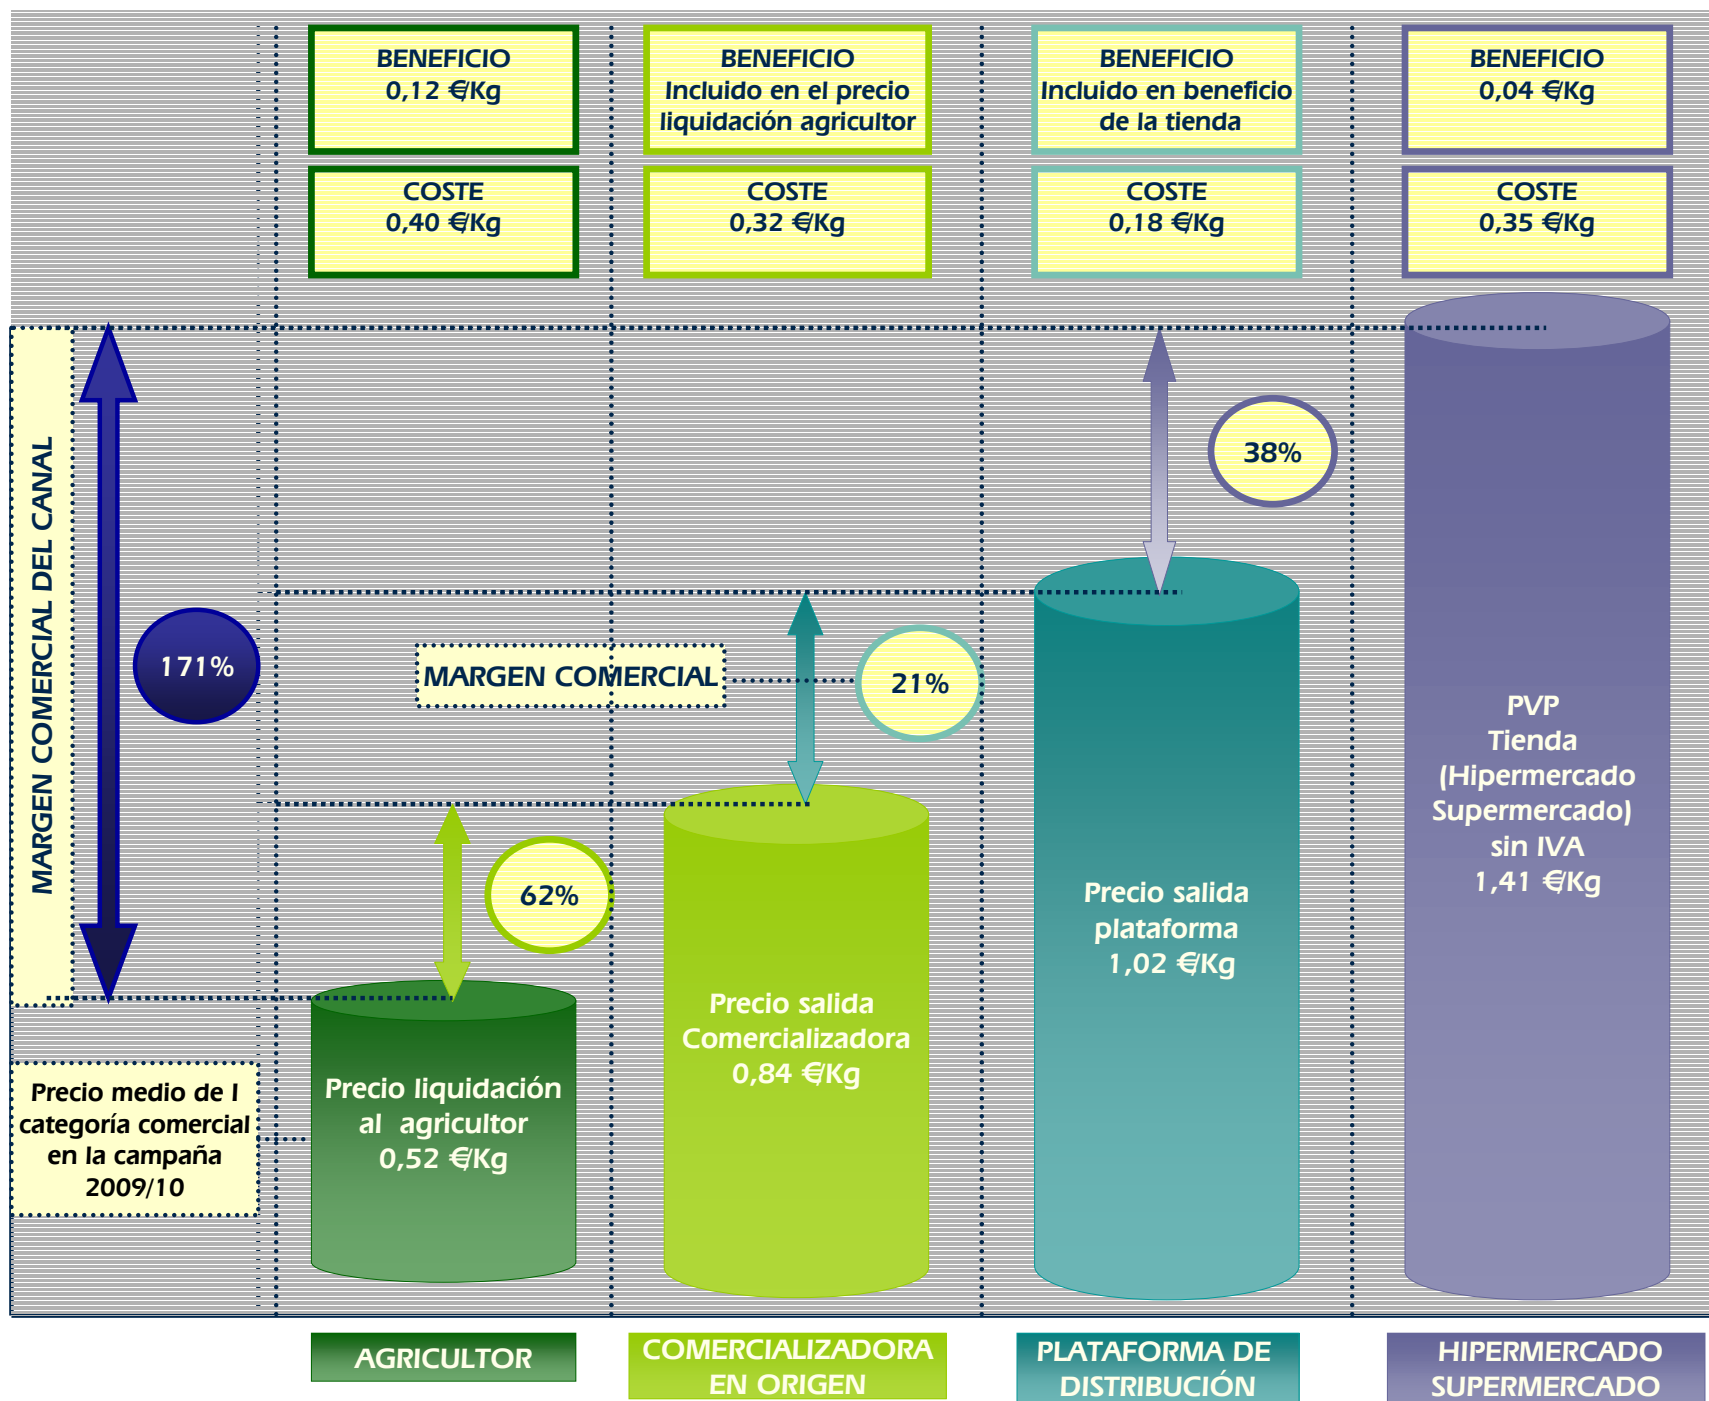 BENEFICIO
0,12 €/Kg
BENEFICIO
Incluido en el precio
liquidación agricultor
BENEFICIO
Incluido en beneficio
de la tienda
BENEFICIO
0,04 €/Kg
COSTE
0,40 €/Kg
COSTE
0,32 €/Kg
COSTE
0,18 €/Kg
COSTE
0,35 €/Kg
MARGEN COMERCIAL DEL CANAL
171%
38%
MARGEN COMERCIAL
21%
62%
Precio medio de I
categoría comercial
en la campaña
2009/10
Precio liquidación
al agricultor
0,52 €/Kg
Precio salida
Comercializadora
0,84 €/Kg
Precio salida
plataforma
1,02 €/Kg
PVP
Tienda
(Hipermercado
Supermercado)
sin IVA
1,41 €/Kg
AGRICULTOR
COMERCIALIZADORA
EN ORIGEN
PLATAFORMA DE
DISTRIBUCIÓN
HIPERMERCADO
SUPERMERCADO